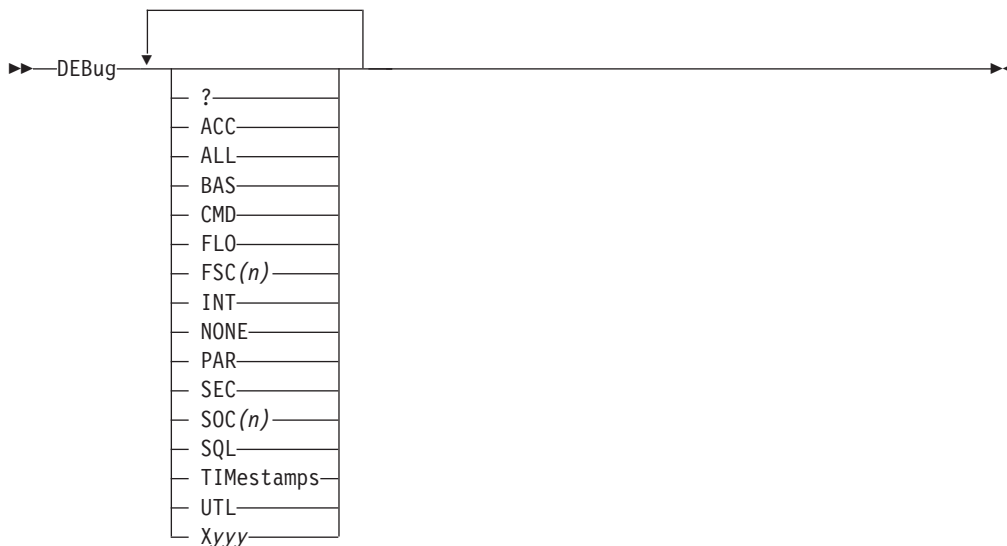 DEBug
?
ACC
ALL
BAS
CMD
FLO
FSC(n)
INT
NONE
PAR
SEC
SOC(n)
SQL
TIMestamps
UTL
Xyyy